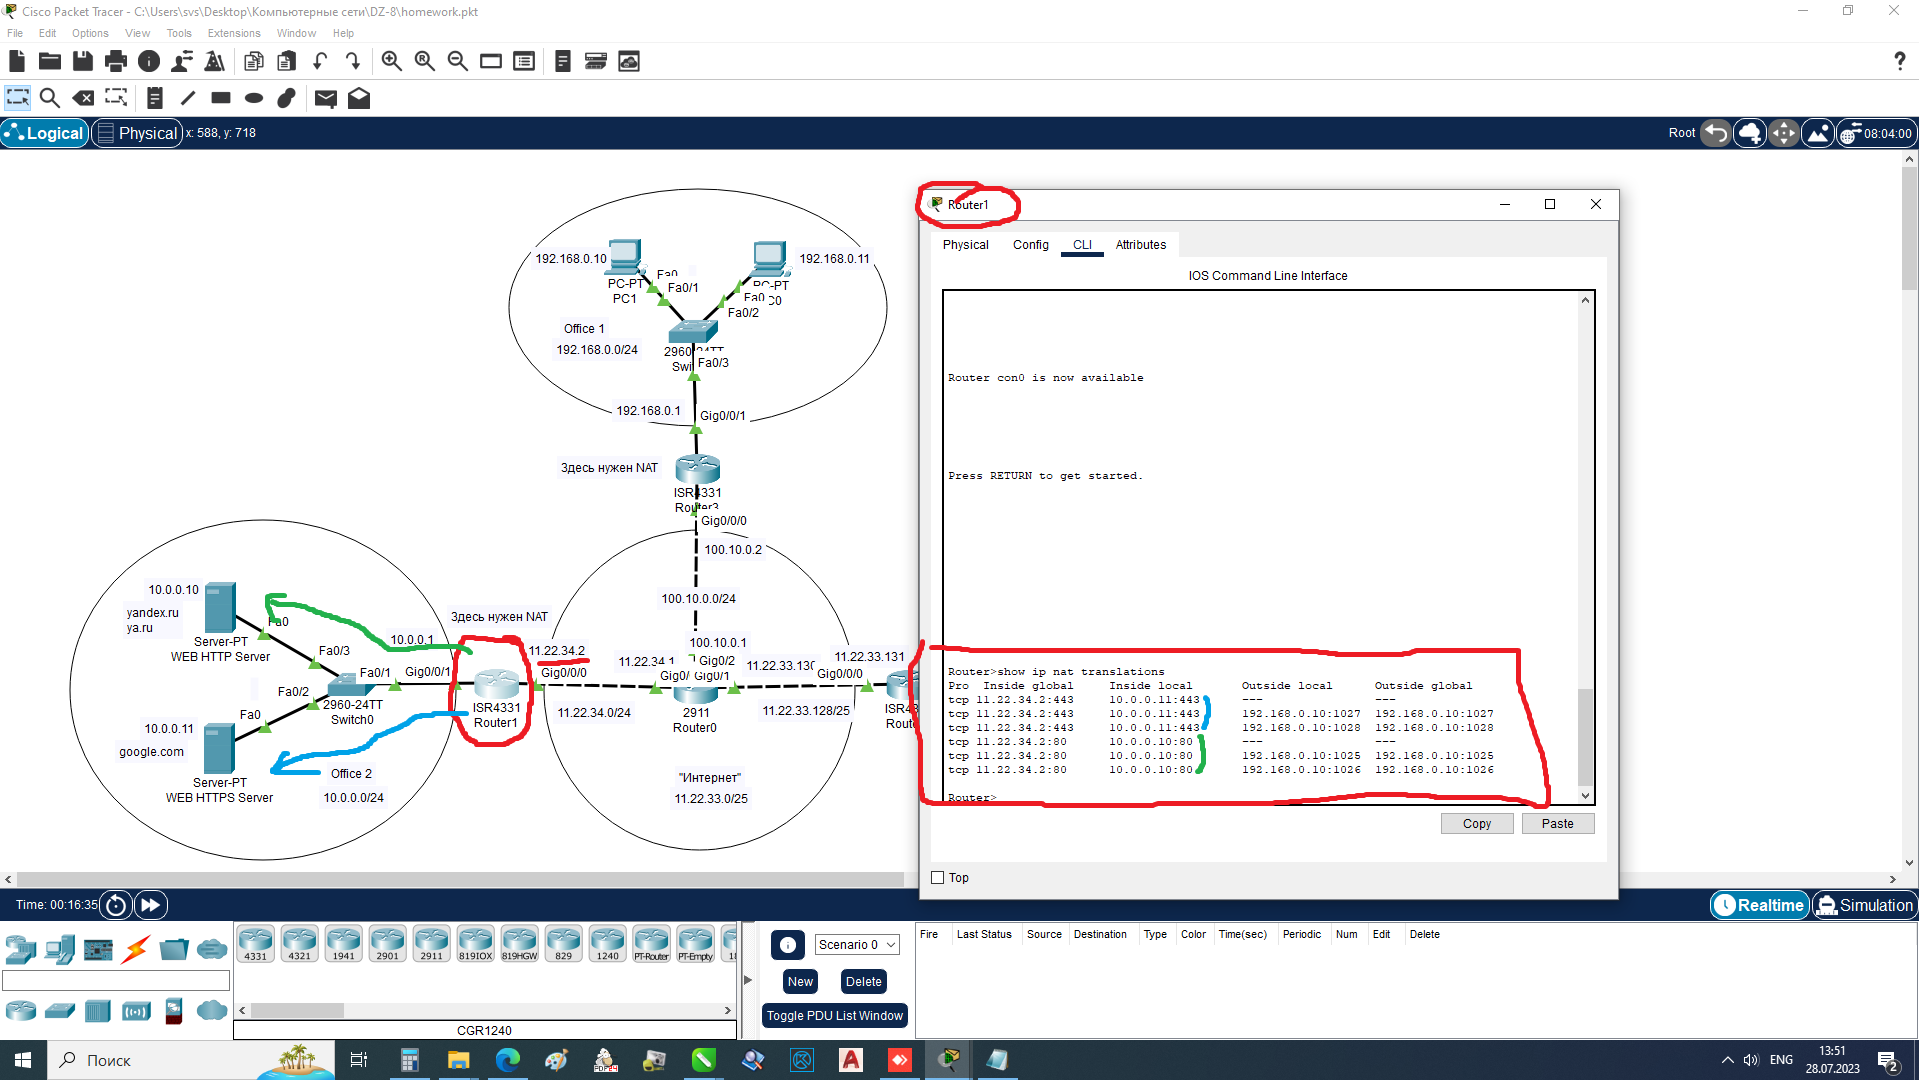 Cisco Packet Tracer - C:\Users\svs\Desktop\Компьютерные сети\DZ-8\homework.pkt
File Edit Options View Tools Extensions Window Help
Logical Physical x: 588, y: 718 Root 08:04:00
192.168.0.10
192.168.0.11
Fa0
PC-PT
PC1
Fa0/1
PC-PT
Fa0
C0
Fa0/2
Office 1
192.168.0.0/24
Fa0/3
192.168.0.1
Gig0/0/1
Здесь нужен NAT
ISR4331
Router3
Gig0/0/0
100.10.0.2
100.10.0.0/24
100.10.0.1
10.0.0.10
yandex.ru
ya.ru
Fa0
Server-PT
WEB HTTP Server
Fa0/3
10.0.0.1
Fa0/1
Gig0/0/1
Fa0/2
2960-24TT
Switch0
Fa0
10.0.0.11
google.com
Server-PT
WEB HTTPS Server
Office 2
10.0.0.0/24
Здесь нужен NAT
11.22.34.2
Gig0/0/0
ISR4331
Router1
11.22.34.0/24
11.22.34.1
Gig0/2
Gig0/1
2911
Router0
11.22.33.131
Gig0/0/0
11.22.33.128/25
"Интернет"
11.22.33.0/25
Router1
Physical Config CLI Attributes
IOS Command Line Interface
Router con0 is now available
Press RETURN to get started.
Router>show ip nat translations
Pro Inside global Inside local Outside local Outside global
tcp 11.22.34.2:443 10.0.0.11:443 --- ---
tcp 11.22.34.2:443 10.0.0.11:443 192.168.0.10:1027 192.168.0.10:1027
tcp 11.22.34.2:443 10.0.0.11:443 192.168.0.10:1028 192.168.0.10:1028
tcp 11.22.34.2:80 10.0.0.10:80 --- ---
tcp 11.22.34.2:80 10.0.0.10:80 192.168.0.10:1025 192.168.0.10:1025
tcp 11.22.34.2:80 10.0.0.10:80 192.168.0.10:1026 192.168.0.10:1026
Router>
Copy Paste
Top
Time: 00:16:35 Realtime Simulation
4331 4321 1941 2901 2911 819IOX 819HGW 829 1240 PT-Router PT-Empty
CGR1240
Scenario 0
New Delete
Toggle PDU List Window
Fire Last Status Source Destination Type Color Time(sec) Periodic Num Edit Delete
Поиск
ENG
13:51
28.07.2023
2